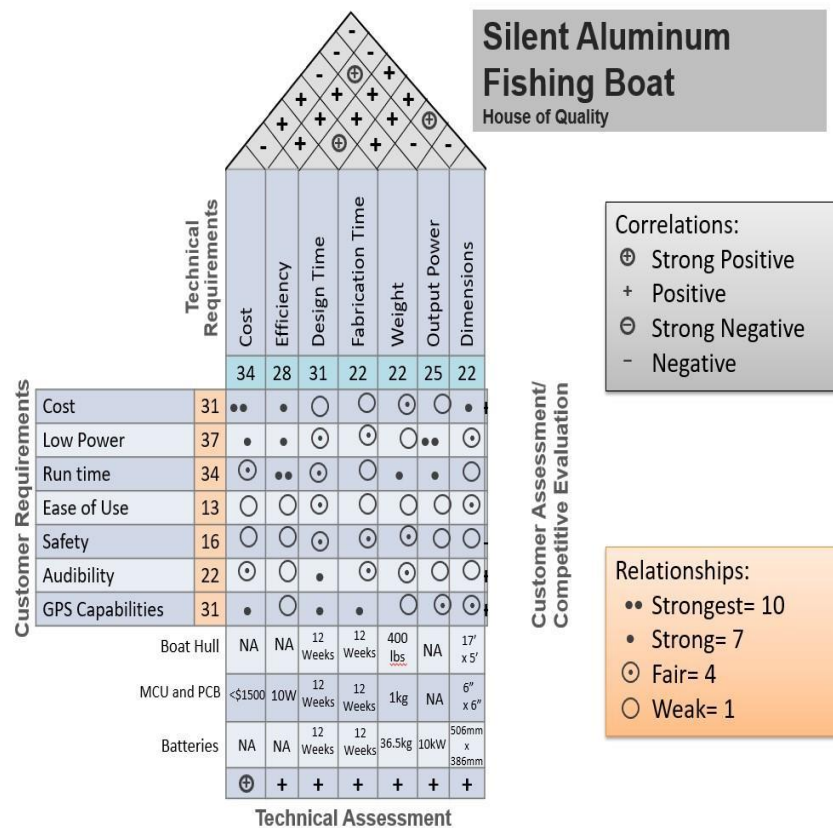 Silent Aluminum
Fishing Boat
House of Quality
Technical
Requirements
Cost
Efficiency
Design Time
Fabrication Time
Weight
Output Power
Dimensions
34 28 31 22 22 25 22
Customer Requirements
Cost 31
Low Power 37
Run time 34
Ease of Use 13
Safety 16
Audibility 22
GPS Capabilities 31
Boat Hull NA NA 12 Weeks 12 Weeks 400 lbs NA 17’ x 5’
MCU and PCB <$1500 10W 12 Weeks 12 Weeks 1kg NA 6” x 6”
Batteries NA NA 12 Weeks 12 Weeks 36.5kg 10kW 506mm x 386mm
Technical Assessment
Customer Assessment/
Competitive Evaluation
Correlations:
⊕ Strong Positive
+ Positive
⊖ Strong Negative
− Negative
Relationships:
•• Strongest= 10
• Strong= 7
☉ Fair= 4
○ Weak= 1